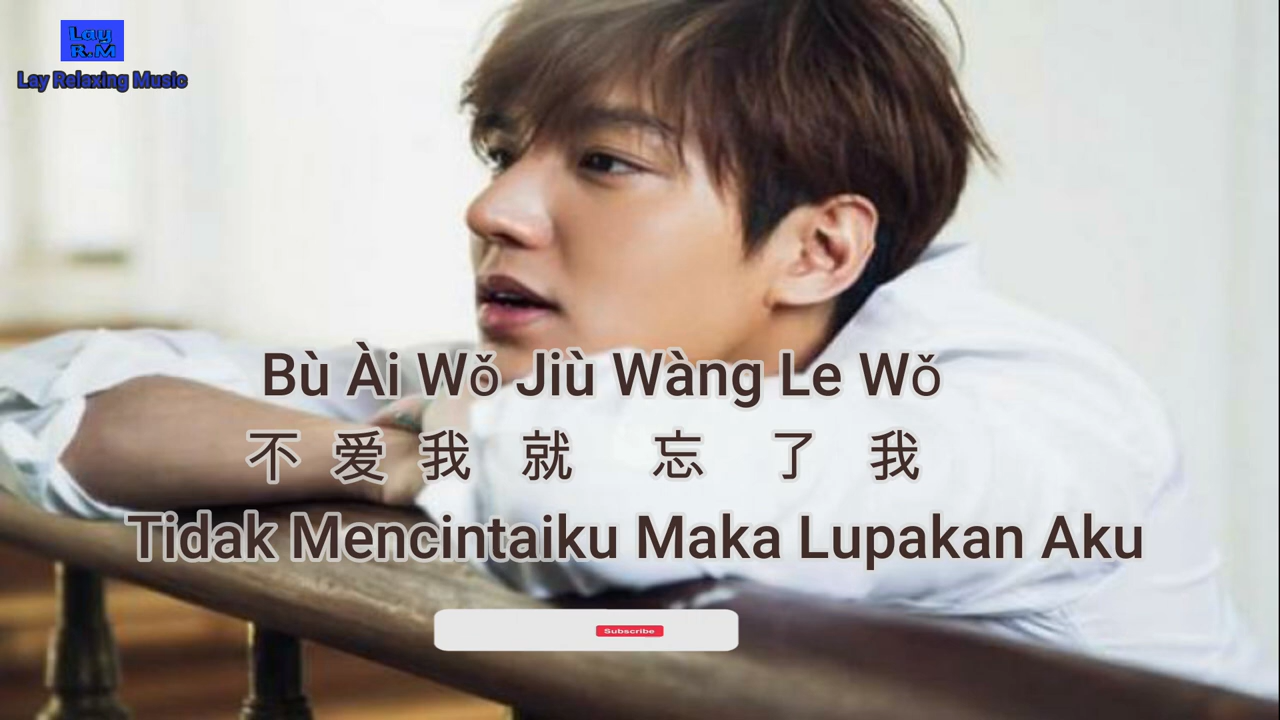 Lay
R.M
Lay Relaxing Music
Bù Ài Wǒ Jiù Wàng Le Wǒ
不 爱 我 就 忘 了 我
Tidak Mencintaiku Maka Lupakan Aku
Subscribe